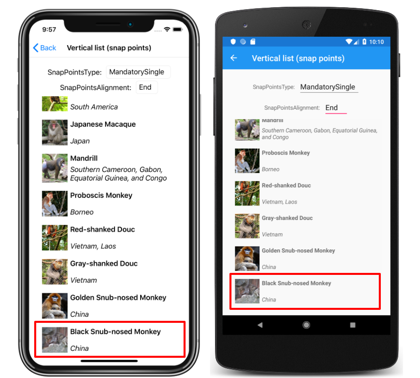 9:57
Back
Vertical list (snap points)
SnapPointsType:
MandatorySingle
SnapPointsAlignment:
End
South America
Japanese Macaque
Japan
Mandrill
Southern Cameroon, Gabon,
Equatorial Guinea, and Congo
Proboscis Monkey
Borneo
Red-shanked Douc
Vietnam, Laos
Gray-shanked Douc
Vietnam
Golden Snub-nosed Monkey
China
Black Snub-nosed Monkey
China
10:10
Vertical list (snap points)
SnapPointsType:
MandatorySingle
SnapPointsAlignment:
End
Mandrill
Southern Cameroon, Gabon, Equatorial Guinea,
and Congo
Proboscis Monkey
Borneo
Red-shanked Douc
Vietnam, Laos
Gray-shanked Douc
Vietnam
Golden Snub-nosed Monkey
China
Black Snub-nosed Monkey
China